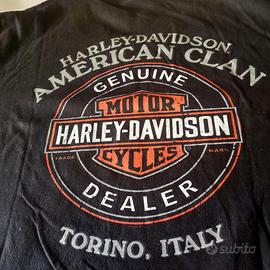 HARLEY-DAVIDSON
AMERICAN CLAN
GENUINE
MOTOR
HARLEY-DAVIDSON
TRADE MARK
CYCLES
DEALER
TORINO, ITALY
subito